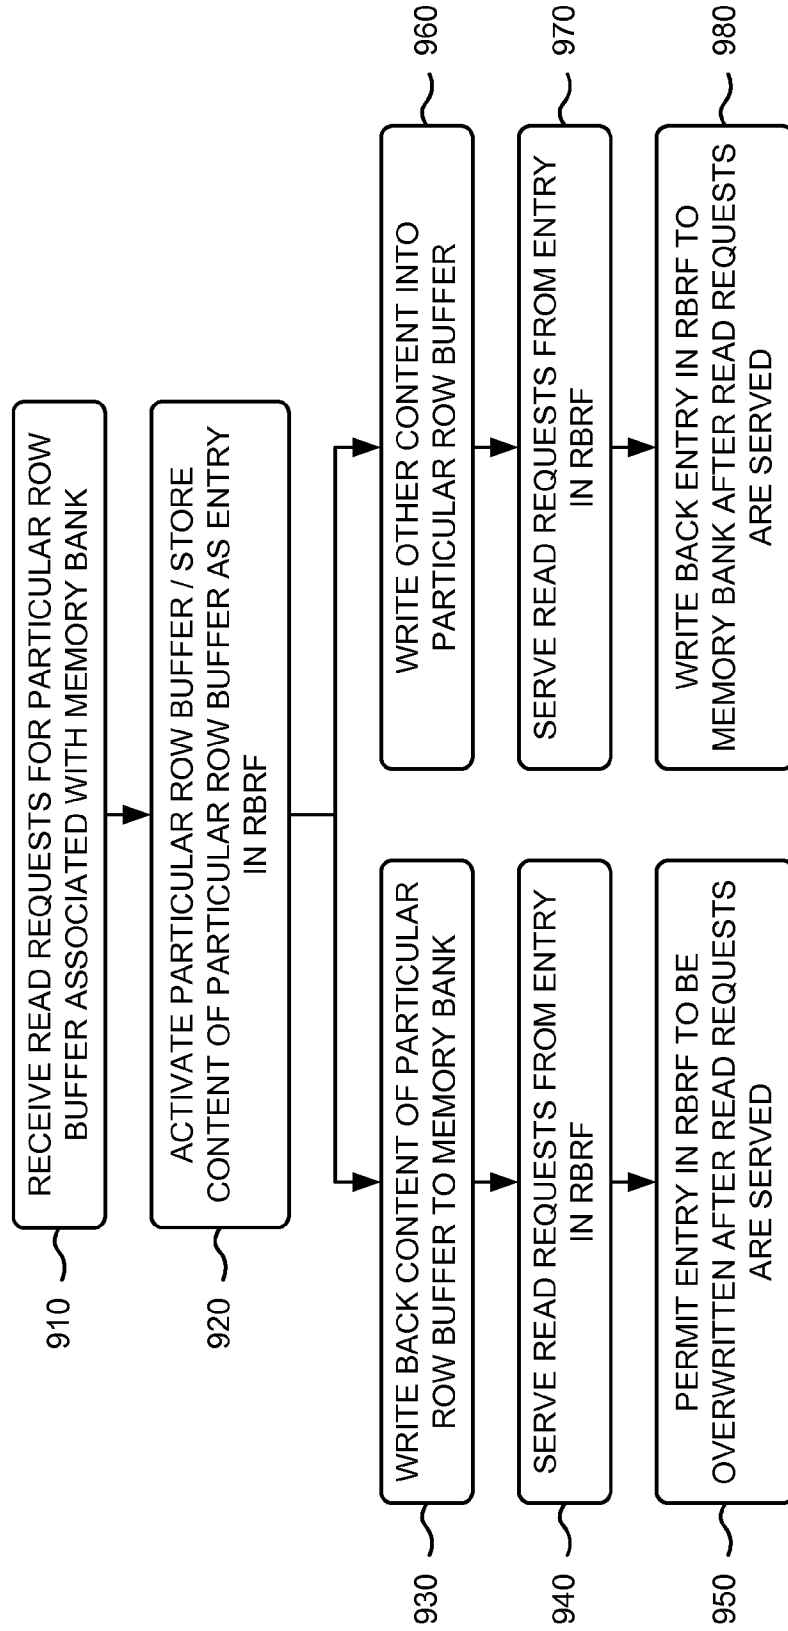 910
RECEIVE READ REQUESTS FOR PARTICULAR ROW
BUFFER ASSOCIATED WITH MEMORY BANK
920
ACTIVATE PARTICULAR ROW BUFFER / STORE
CONTENT OF PARTICULAR ROW BUFFER AS ENTRY
IN RBRF
930
WRITE BACK CONTENT OF PARTICULAR
ROW BUFFER TO MEMORY BANK
940
SERVE READ REQUESTS FROM ENTRY
IN RBRF
950
PERMIT ENTRY IN RBRF TO BE
OVERWRITTEN AFTER READ REQUESTS
ARE SERVED
960
WRITE OTHER CONTENT INTO
PARTICULAR ROW BUFFER
970
SERVE READ REQUESTS FROM ENTRY
IN RBRF
980
WRITE BACK ENTRY IN RBRF TO
MEMORY BANK AFTER READ REQUESTS
ARE SERVED